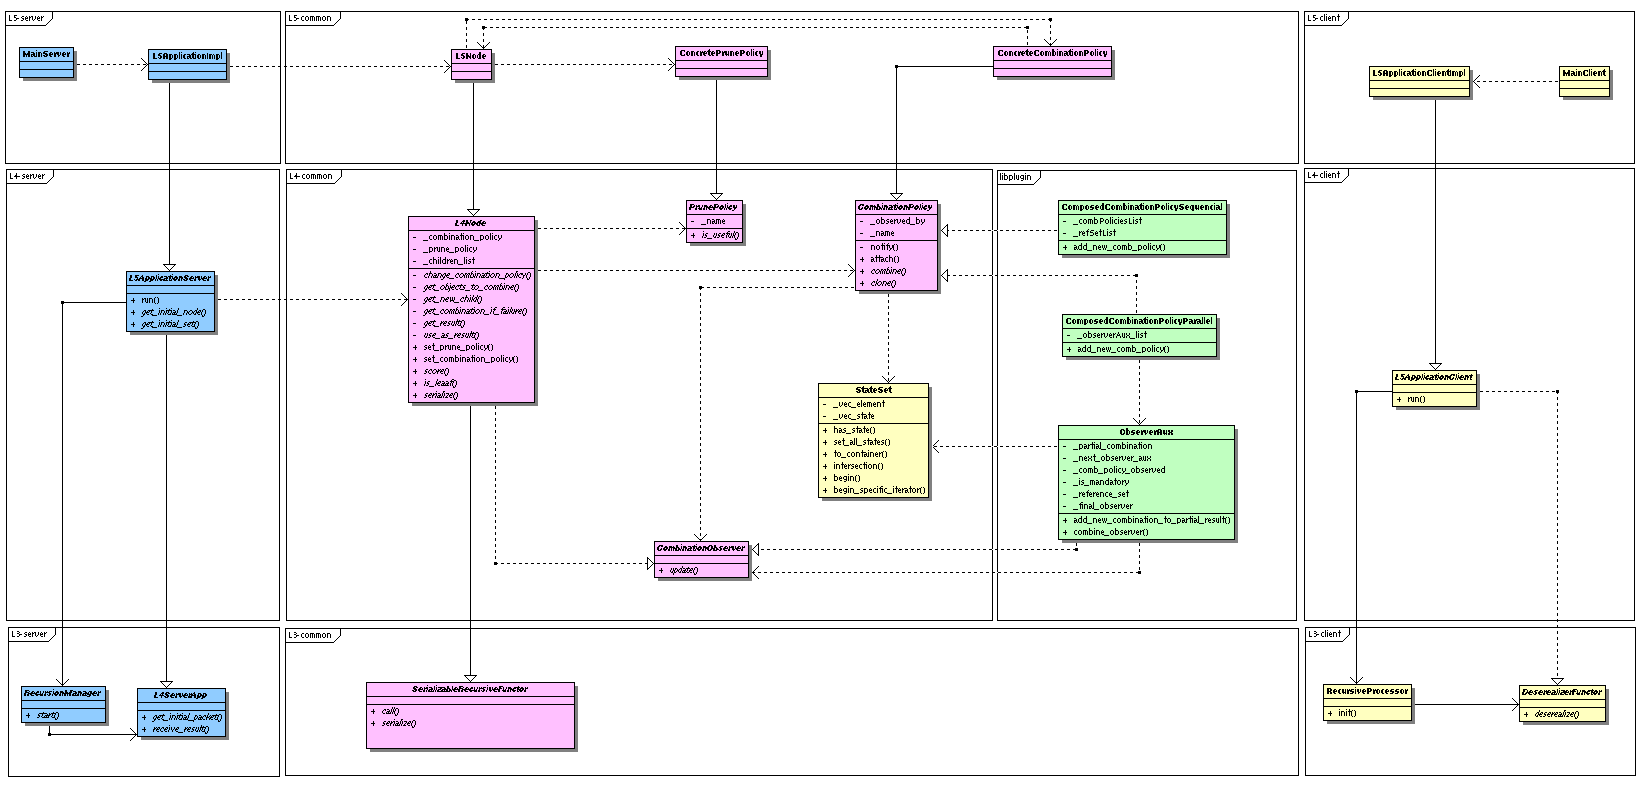 L5-server
MainServer
L5ApplicationImpl
L5-common
L5Node
ConcretePrunePolicy
ConcreteCombinationPolicy
L5-client
L5ApplicationClientImpl
MainClient
L4-server
L5ApplicationServer
+ run()
+ get_initial_node()
+ get_initial_set()
L4-common
L4Node
- _combination_policy
- _prune_policy
- _children_list
- change_combination_policy()
- get_objects_to_combine()
- get_new_child()
- get_combination_if_failure()
- get_result()
- use_as_result()
+ set_prune_policy()
+ set_combination_policy()
+ score()
+ is_leaaf()
+ serialize()
PrunePolicy
- _name
+ is_useful()
CombinationPolicy
- _observed_by
- _name
- notify()
+ attach()
+ combine()
+ clone()
StateSet
- _vec_element
- _vec_state
+ has_state()
+ set_all_states()
+ to_container()
+ intersection()
+ begin()
+ begin_specific_iterator()
CombinationObserver
+ update()
libplugin
ComposedCombinationPolicySequencial
- _combPoliciesList
- _refSetList
+ add_new_comb_policy()
ComposedCombinationPolicyParallel
- _observerAux_list
+ add_new_comb_policy()
ObserverAux
- _partial_combination
- _next_observer_aux
- _comb_policy_observed
- _is_mandatory
- _reference_set
- _final_observer
+ add_new_combination_to_partial_result()
+ combine_observer()
L4-client
L5ApplicationClient
+ run()
L3-server
RecursionManager
+ start()
L4ServerApp
+ get_initial_packet()
+ receive_result()
L3-common
SerializableRecursiveFunctor
+ call()
+ serialize()
L3-client
RecursiveProcessor
+ init()
DeserealizerFunctor
+ deserealize()